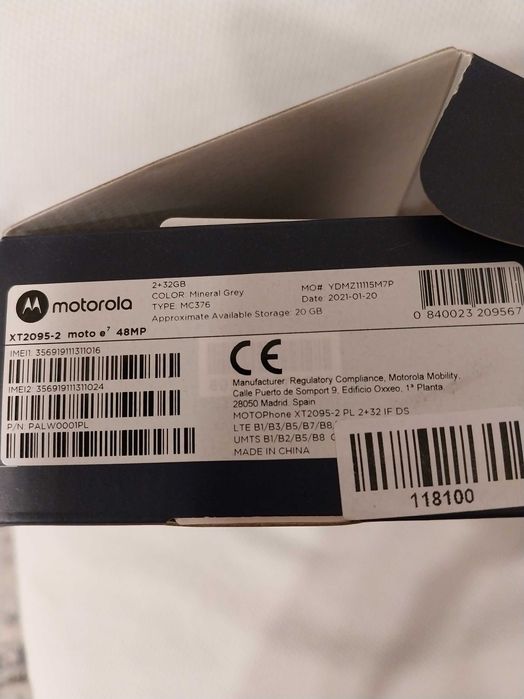 motorola
2+32GB
COLOR: Mineral Grey
TYPE: MC376
Approximate Available Storage: 20 GB
MO# YDMZ11115M7P
Date: 2021-01-20
0 840023 209567
XT2095-2 moto e⁷ 48MP
IMEI1: 356919111311016
IMEI2: 356919111311024
P/N: PALW0001PL
CE
Manufacturer, Regulatory Compliance, Motorola Mobility.
Calle Puerto de Somport 9, Edificio Oxxeo, 1ª Planta,
28050 Madrid. Spain
MOTOPhone XT2095-2 PL 2+32 IF DS
LTE B1/B3/B5/B7/B8/
UMTS B1/B2/B5/B8
MADE IN CHINA
118100